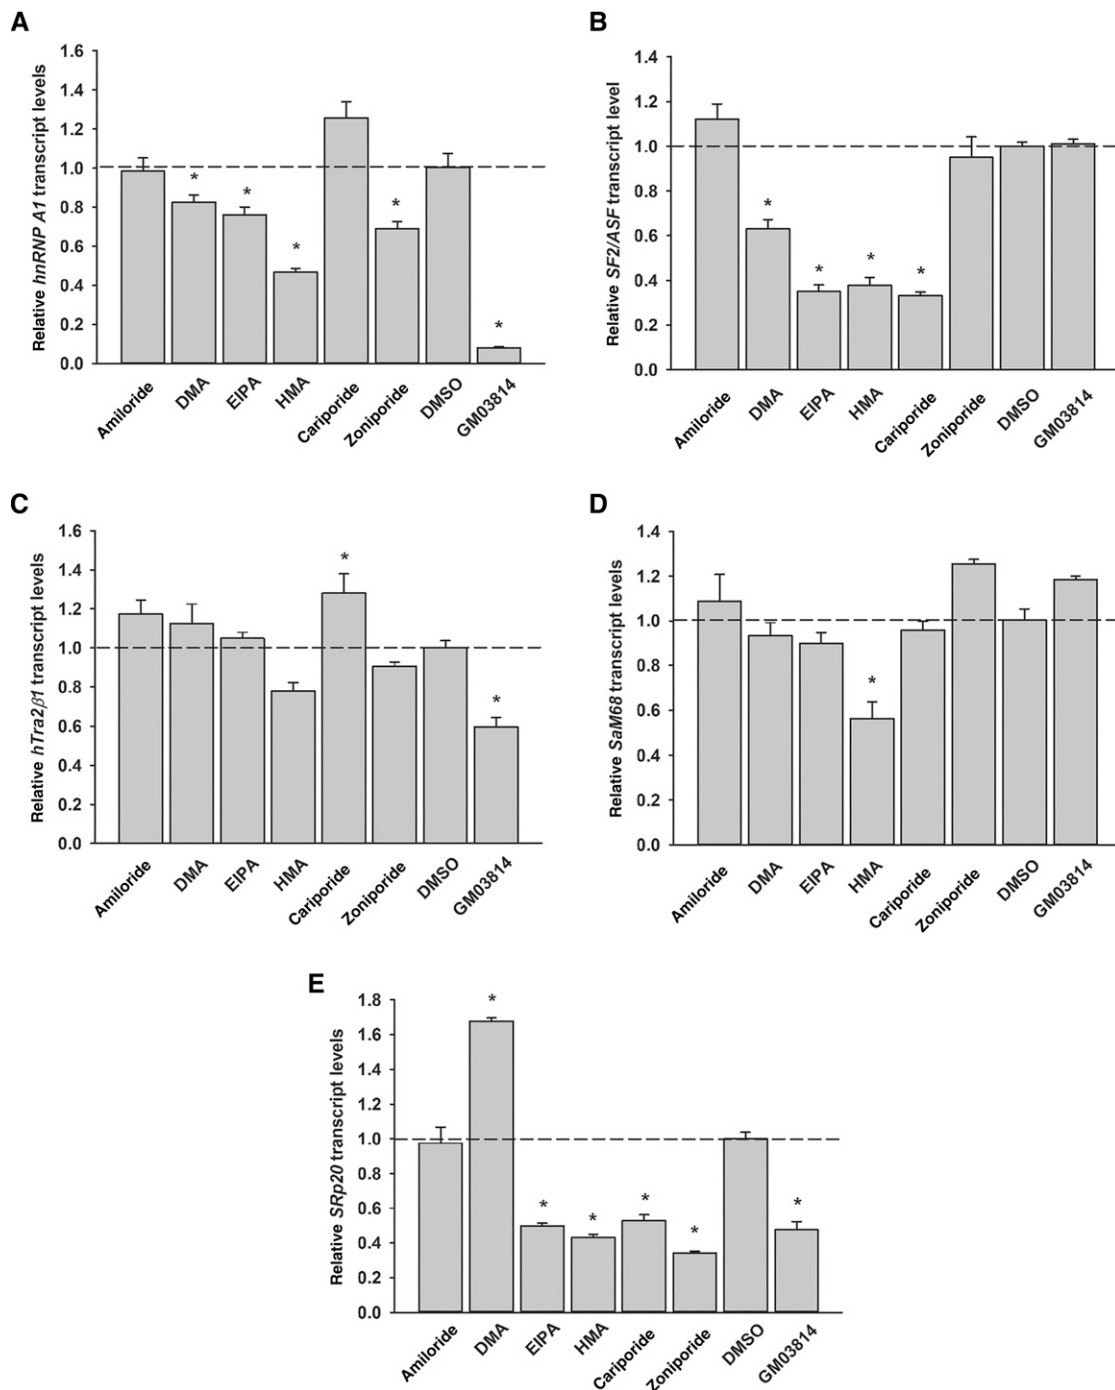 A
Relative hnRNP A1 transcript levels
1.6
1.4
1.2
1.0
0.8
0.6
0.4
0.2
0.0
*
*
*
*
*
Amiloride
DMA
EIPA
HMA
Cariporide
Zoniporide
DMSO
GM03814
B
Relative SF2/ASF transcript level
1.4
1.2
1.0
0.8
0.6
0.4
0.2
0.0
*
*
*
*
Amiloride
DMA
EIPA
HMA
Cariporide
Zoniporide
DMSO
GM03814
C
Relative hTra2β1 transcript levels
1.6
1.4
1.2
1.0
0.8
0.6
0.4
0.2
0.0
*
*
Amiloride
DMA
EIPA
HMA
Cariporide
Zoniporide
DMSO
GM03814
D
Relative SaM68 transcript levels
1.4
1.2
1.0
0.8
0.6
0.4
0.2
0.0
*
Amiloride
DMA
EIPA
HMA
Cariporide
Zoniporide
DMSO
GM03814
E
Relative SRp20 transcript levels
1.8
1.6
1.4
1.2
1.0
0.8
0.6
0.4
0.2
0.0
*
*
*
*
*
*
Amiloride
DMA
EIPA
HMA
Cariporide
Zoniporide
DMSO
GM03814